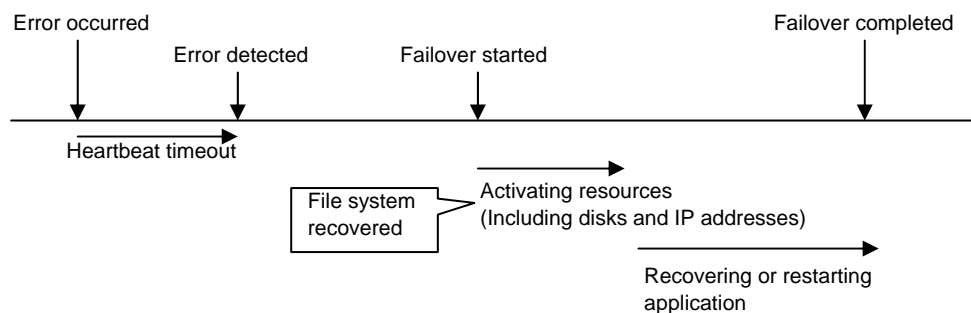 Error occurred
Failover completed
Error detected
Failover started
Heartbeat timeout
File system
recovered
Activating resources
(Including disks and IP addresses)
Recovering or restarting
application